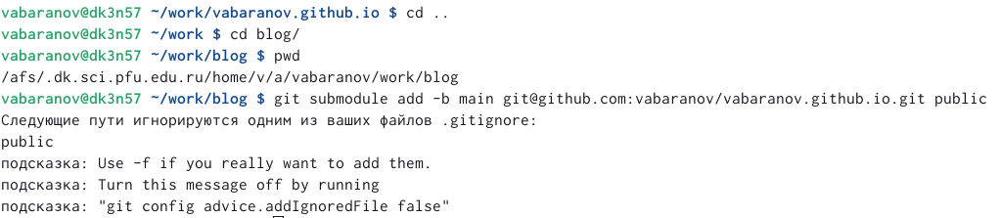 vabaranov@dk3n57 ~/work/vabaranov.github.io $ cd ..
vabaranov@dk3n57 ~/work $ cd blog/
vabaranov@dk3n57 ~/work/blog $ pwd
/afs/.dk.sci.pfu.edu.ru/home/v/a/vabaranov/work/blog
vabaranov@dk3n57 ~/work/blog $ git submodule add -b main git@github.com:vabaranov/vabaranov.github.io.git public
Следующие пути игнорируются одним из ваших файлов .gitignore:
public
подсказка: Use -f if you really want to add them.
подсказка: Turn this message off by running
подсказка: "git config advice.addIgnoredFile false"